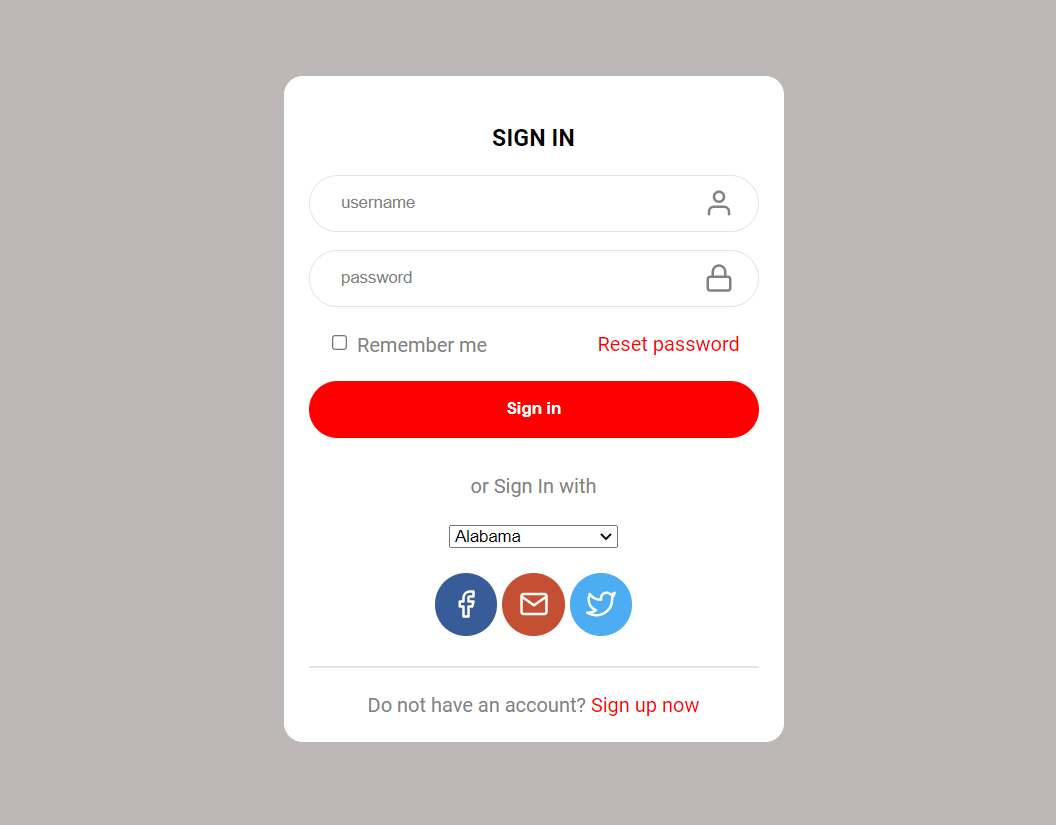 SIGN IN
username
password
Remember me
Reset password
Sign in
or Sign In with
Alabama
Do not have an account? Sign up now